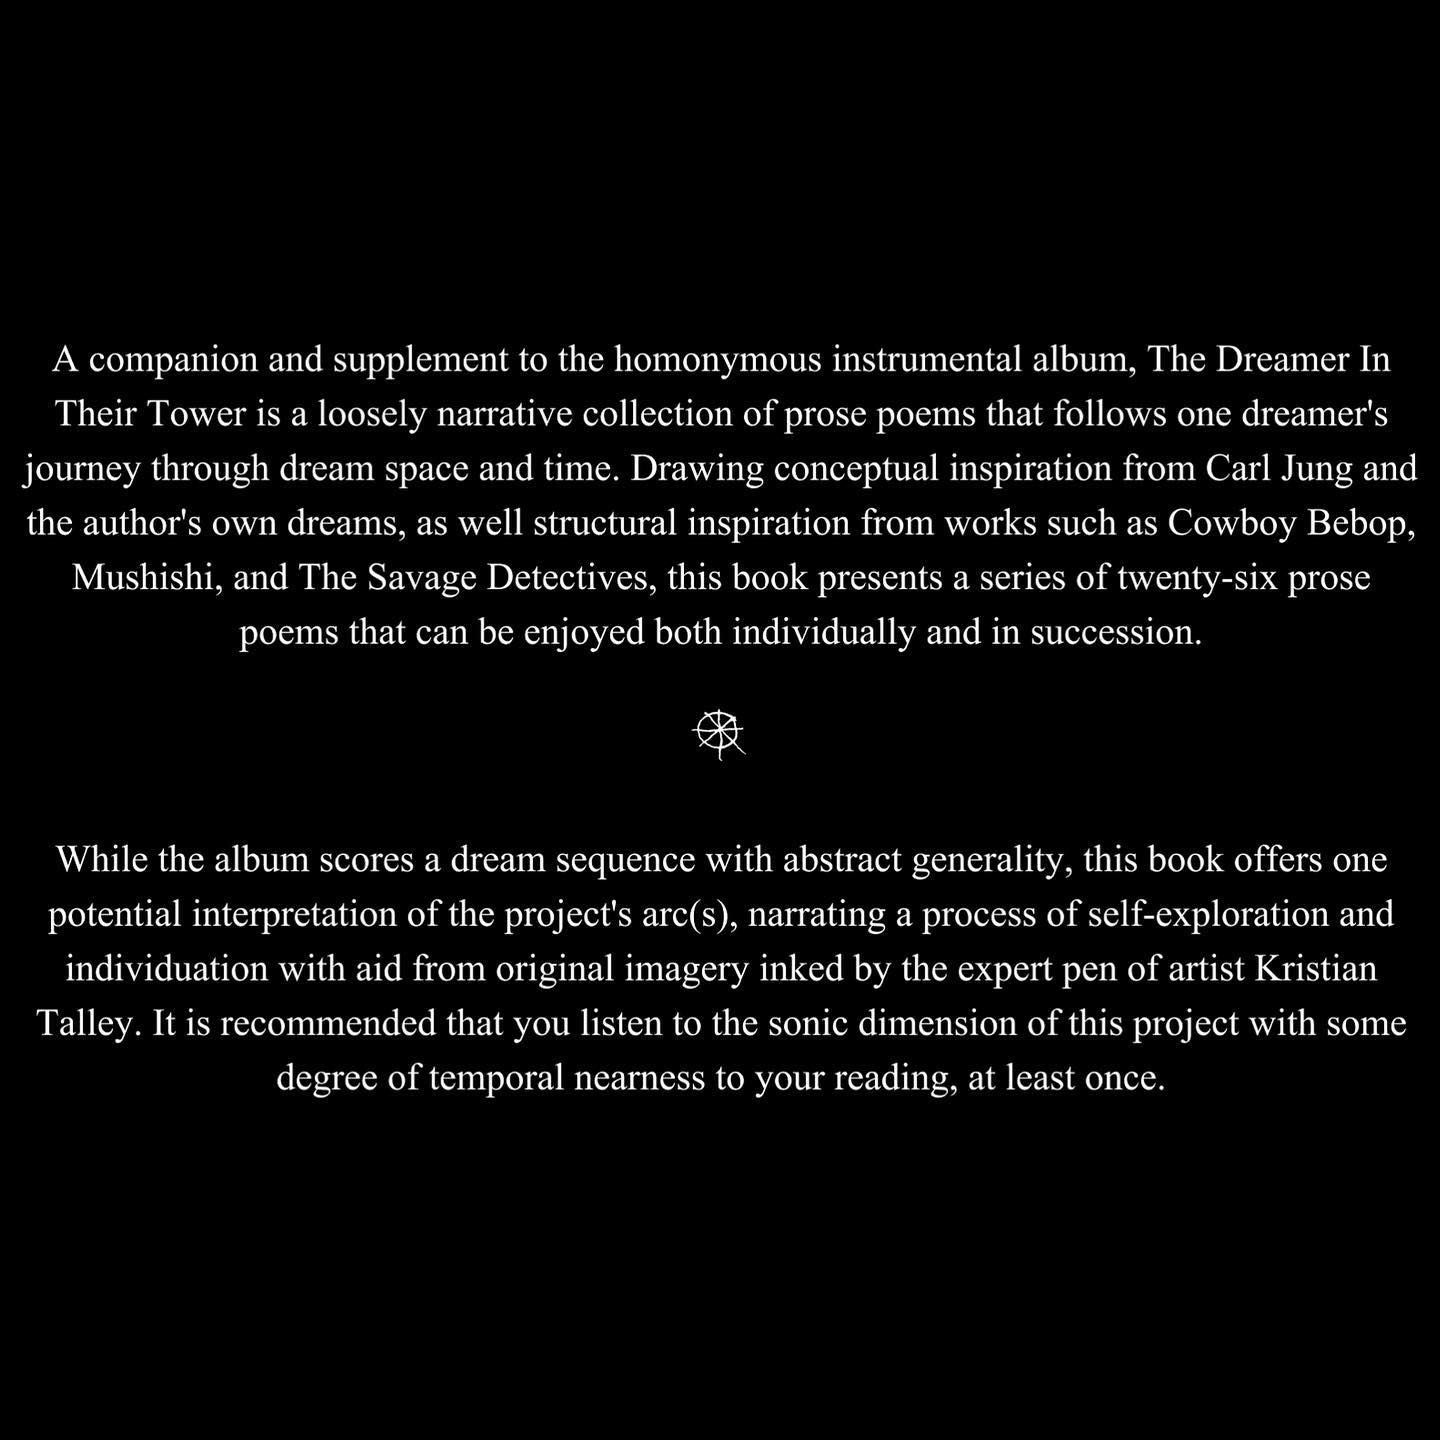 A companion and supplement to the homonymous instrumental album, The Dreamer In
Their Tower is a loosely narrative collection of prose poems that follows one dreamer's
journey through dream space and time. Drawing conceptual inspiration from Carl Jung and
the author's own dreams, as well structural inspiration from works such as Cowboy Bebop,
Mushishi, and The Savage Detectives, this book presents a series of twenty-six prose
poems that can be enjoyed both individually and in succession.
While the album scores a dream sequence with abstract generality, this book offers one
potential interpretation of the project's arc(s), narrating a process of self-exploration and
individuation with aid from original imagery inked by the expert pen of artist Kristian
Talley. It is recommended that you listen to the sonic dimension of this project with some
degree of temporal nearness to your reading, at least once.